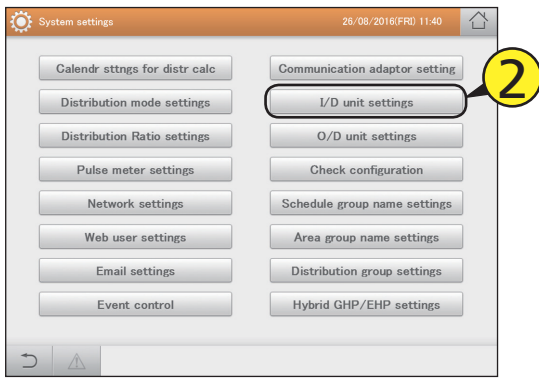 System settings
26/08/2016(FRI) 11:40
Calendr sttngs for distr calc
Communication adaptor setting
Distribution mode settings
I/D unit settings
2
Distribution Ratio settings
O/D unit settings
Pulse meter settings
Check configuration
Network settings
Schedule group name settings
Web user settings
Area group name settings
Email settings
Distribution group settings
Event control
Hybrid GHP/EHP settings